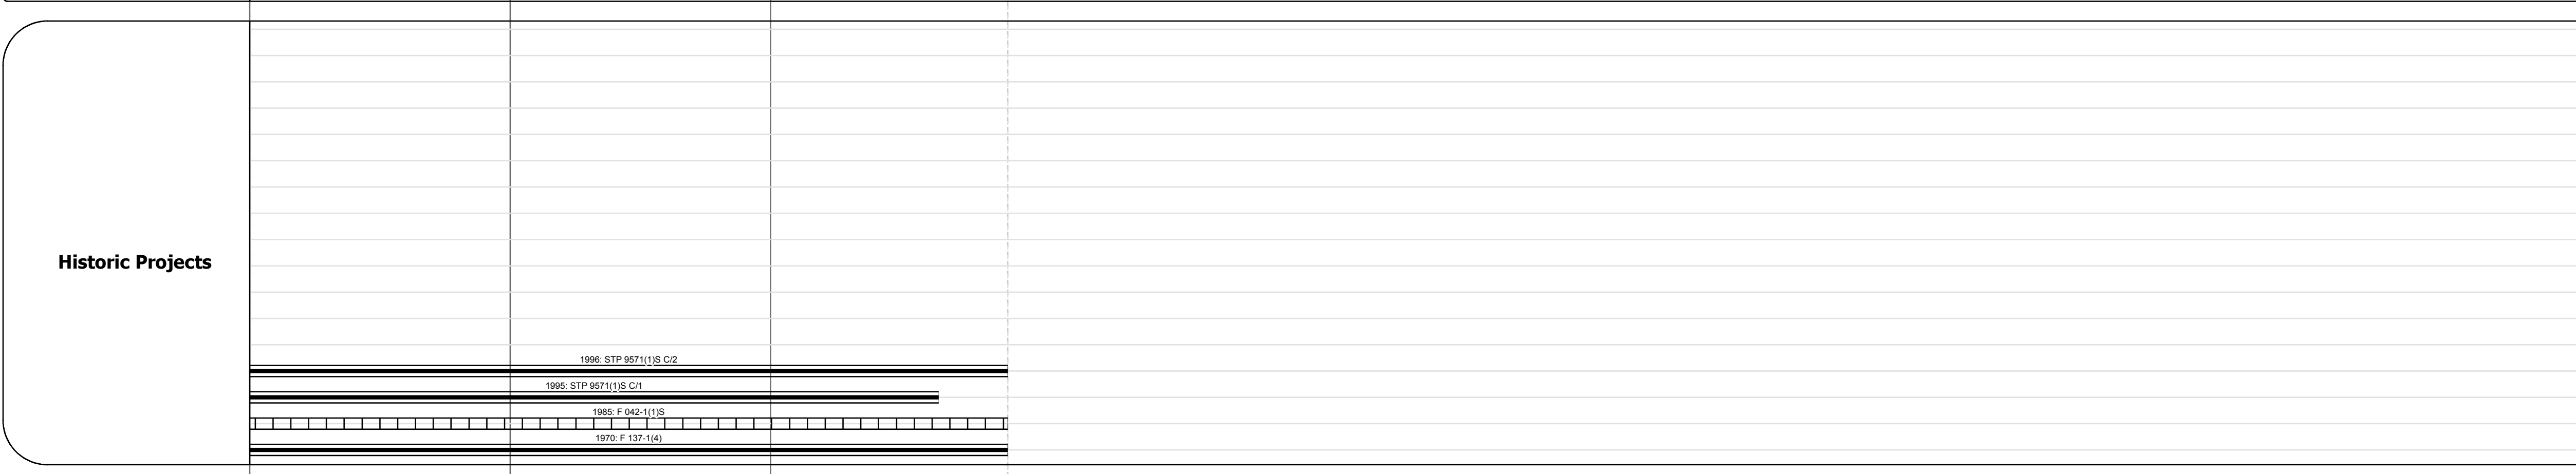 Historic Projects
1996: STP 9571(1)S C/2
1995: STP 9571(1)S C/1
1985: F 042-1(1)S
1970: F 137-1(4)